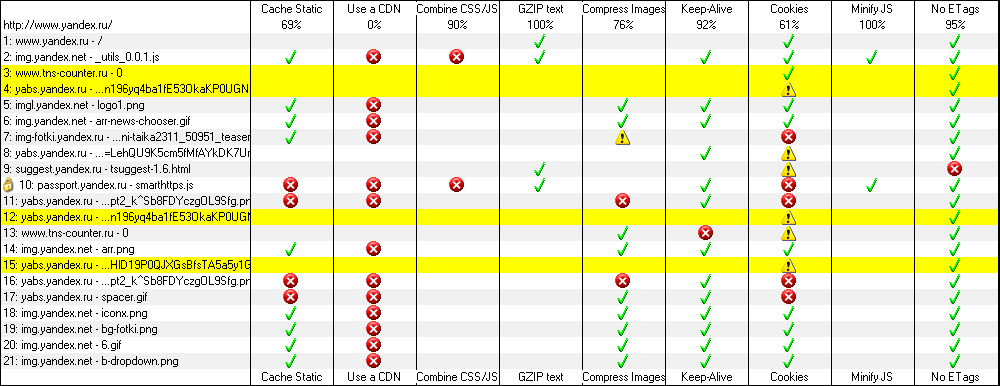 Cache Static Use a CDN Combine CSS/JS GZIP text Compress Images Keep-Alive Cookies Minify JS No ETags
http://www.yandex.ru/ 69% 0% 90% 100% 76% 92% 61% 100% 95%
1: www.yandex.ru - /
2: img.yandex.net - _utils_0.0.1.js
3: www.tns-counter.ru - 0
4: yabs.yandex.ru - ...n196yq4ba1fE53OkaKP0UGN
5: imgl.yandex.net - logo1.png
6: img.yandex.net - arr-news-chooser.gif
7: img-fotki.yandex.ru - ...ni-taika2311_50951_teaser
8: yabs.yandex.ru - ...=LehQU9K5cm5fMfAYkDK7Ur
9: suggest.yandex.ru - tsuggest-1.6.html
10: passport.yandex.ru - smarthttps.js
11: yabs.yandex.ru - ...pt2_k^Sb8FDYczgOL9Sfg.pn
12: yabs.yandex.ru - ...n196yq4ba1fE53OkaKP0UGN
13: www.tns-counter.ru - 0
14: img.yandex.net - arr.png
15: yabs.yandex.ru - ...HlD19P0QJXGsBfsTA5a5y1G
16: yabs.yandex.ru - ...pt2_k^Sb8FDYczgOL9Sfg.pn
17: yabs.yandex.ru - spacer.gif
18: img.yandex.net - iconx.png
19: img.yandex.net - bg-fotki.png
20: img.yandex.net - 6.gif
21: img.yandex.net - b-dropdown.png
Cache Static Use a CDN Combine CSS/JS GZIP text Compress Images Keep-Alive Cookies Minify JS No ETags